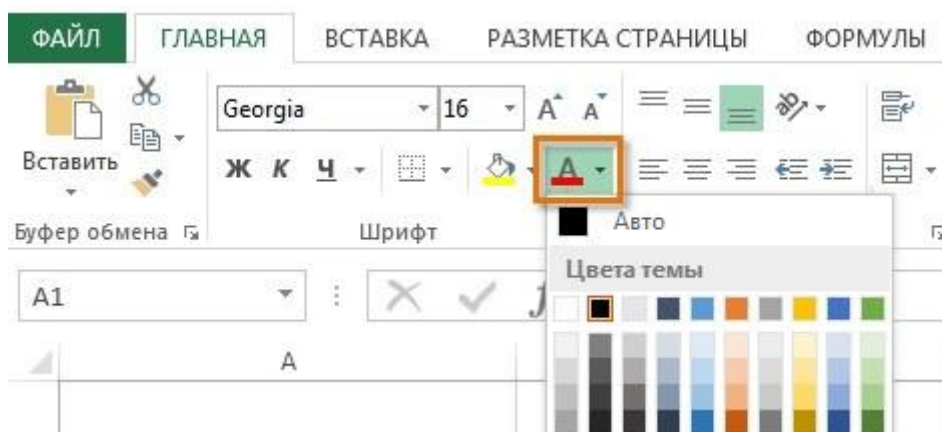 ФАЙЛ ГЛАВНАЯ ВСТАВКА РАЗМЕТКА СТРАНИЦЫ ФОРМУЛЫ
Georgia 16 A A
Вставить Ж К Ч A
Буфер обмена Шрифт Авто
Цвета темы
A1
A